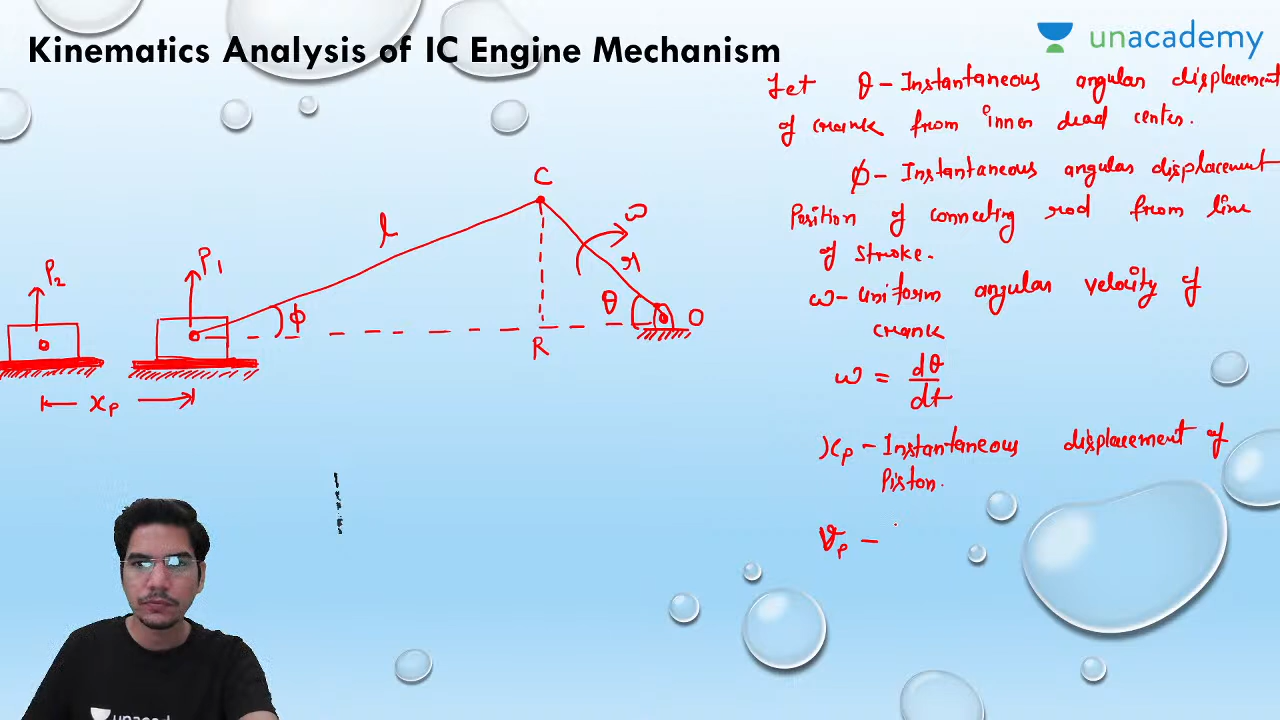 Kinematics Analysis of IC Engine Mechanism
unacademy
Let θ - Instantaneous angular displacement
of crank from inner dead center.
ϕ - Instantaneous angular displacement
Position of connecting rod from line
of stroke.
ω - Uniform angular velocity of
crank
ω = dθ/dt
xp - Instantaneous displacement of
Piston.
Vp -
C
l
ω
r
P2
P1
ϕ
θ
O
R
xp
unacademy